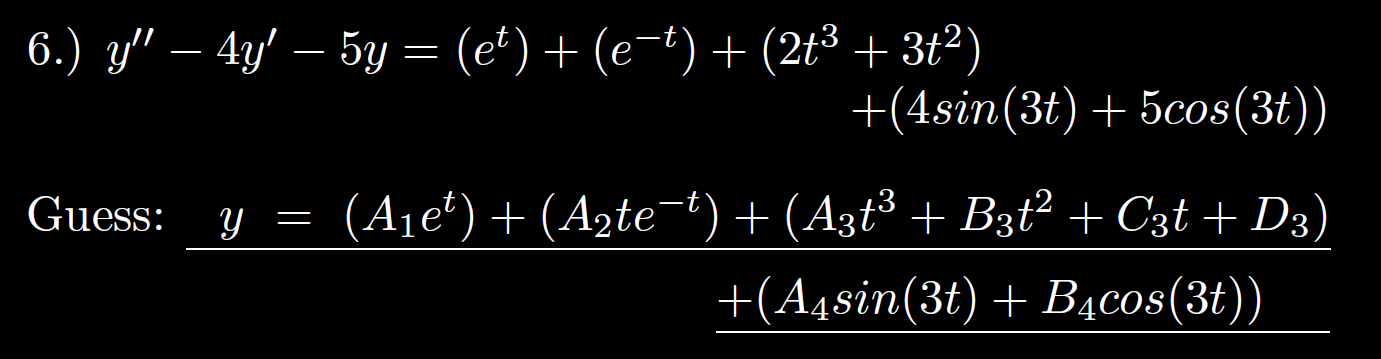 6.) y'' − 4y' − 5y = (e^t) + (e^{−t}) + (2t^3 + 3t^2)
+(4sin(3t) + 5cos(3t))
Guess: y = (A_1e^t) + (A_2te^{−t}) + (A_3t^3 + B_3t^2 + C_3t + D_3)
+(A_4sin(3t) + B_4cos(3t))